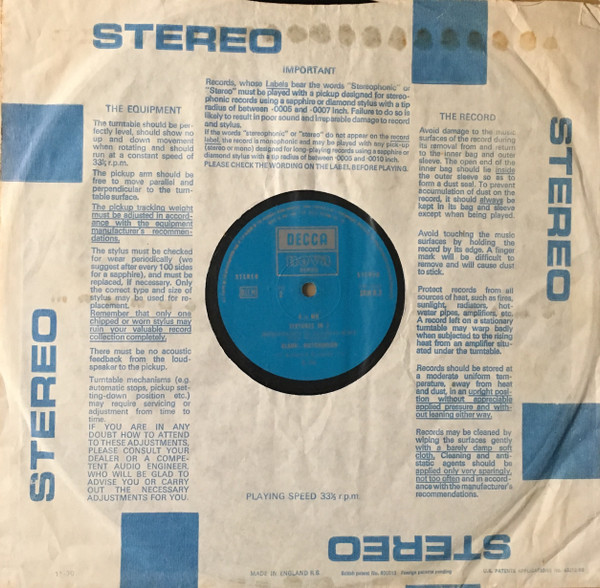 STEREO
IMPORTANT
Records, whose Labels bear the words "Stereophonic" or
"Stereo" must be played with a pickup designed for stereo-
phonic records using a sapphire or diamond stylus with a tip
radius of between ·0005 and ·0007 inch. Failure to do so is
likely to result in poor sound and inseparable damage to record
and stylus.
If the words "stereophonic" or "stereo" do not appear on the record
label, the record is monophonic and may be played with any pick-up
(stereo or mono) designed for long-playing records using a sapphire or
diamond stylus with a tip radius of between ·0005 and ·0010 inch.
PLEASE CHECK THE WORDING ON THE LABEL BEFORE PLAYING.
THE EQUIPMENT
The turntable should be per-
fectly level, should show no
up and down movement
when rotating and should
run at a constant speed of
33⅓ r.p.m.
The pickup arm should be
free to move parallel and
perpendicular to the turn-
table surface.
The pickup tracking weight
must be adjusted in accord-
ance with the equipment
manufacturer's recommen-
dations.
The stylus must be checked
for wear periodically (we
suggest after every 100 sides
for a sapphire), and must be
replaced, if necessary. Only
the correct type and size of
stylus may be used for re-
placement.
Remember that only one
chipped or worn stylus may
ruin your valuable record
collection completely.
There must be no acoustic
feedback from the loud-
speaker to the pickup.
Turntable mechanisms (e.g.
automatic stops, pickup set-
ting-down position etc.)
may require servicing or
adjustment from time to
time.
IF YOU ARE IN ANY
DOUBT HOW TO ATTEND
TO THESE ADJUSTMENTS,
PLEASE CONSULT YOUR
DEALER OR A COMPE-
TENT AUDIO ENGINEER,
WHO WILL BE GLAD TO
ADVISE YOU OR CARRY
OUT THE NECESSARY
ADJUSTMENTS FOR YOU.
THE RECORD
Avoid damage to the music
surfaces of the record during
its removal from and return
to the inner bag and outer
sleeve. The open end of the
inner bag should lie inside
the outer sleeve so as to
form a dust seal. To prevent
accumulation of dust on the
record, it should always be
kept in its bag and sleeve
except when being played.
Avoid touching the music
surfaces by holding the
record by its edge. A finger
mark will be difficult to
remove and will cause dust
to stick.
Protect records from all
sources of heat, such as fires,
sunlight, radiators, hot-
water pipes, amplifiers, etc.
A record left on a stationary
turntable may warp badly
when subjected to the rising
heat from an amplifier situ-
ated under the turntable.
Records should be stored at
a moderate uniform tem-
perature, away from heat
and dust, in an upright posi-
tion without appreciable
applied pressure and with-
out leaning either way.
Records may be cleaned by
wiping the surfaces gently
with a barely damp soft
cloth. Cleaning and anti-
static agents should be
applied only very sparingly,
not too often and in accord-
ance with the manufacturer's
recommendations.
STEREO
STEREO
DECCA
STEREO
PLAYING SPEED 33⅓ r.p.m.
STEREO
MADE IN ENGLAND